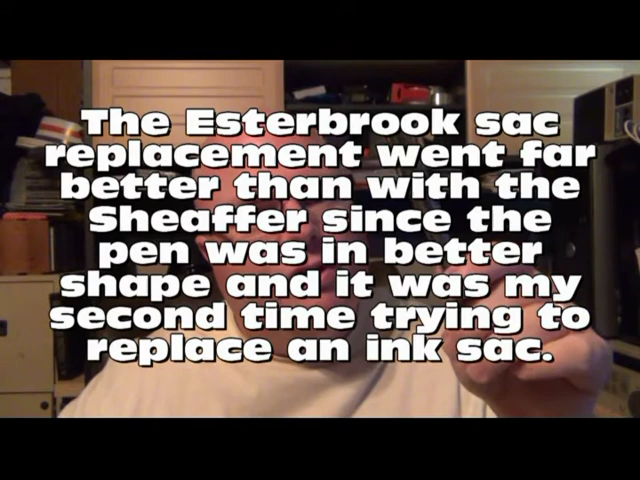 The Esterbrook sac
replacement went far
better than with the
Sheaffer since the
pen was in better
shape and it was my
second time trying to
replace an ink sac.